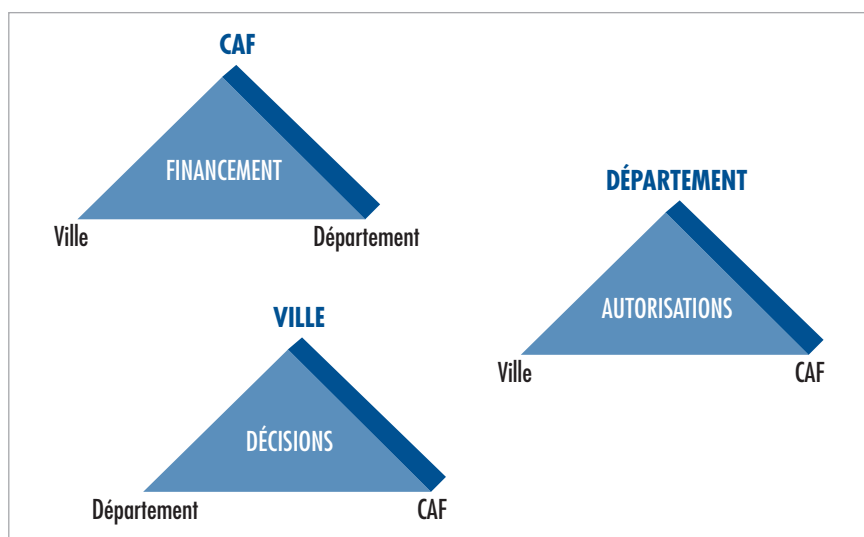 CAF
FINANCEMENT
Ville
Département
DÉPARTEMENT
AUTORISATIONS
Ville
CAF
VILLE
DÉCISIONS
Département
CAF